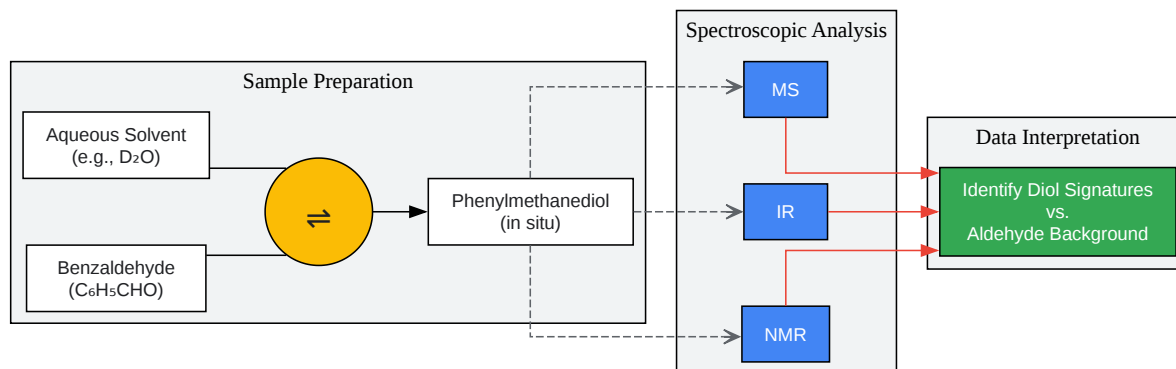 Sample Preparation
Aqueous Solvent
(e.g., D₂O)
Benzaldehyde
(C₆H₅CHO)
⇌
Phenylmethanediol
(in situ)
Spectroscopic Analysis
MS
IR
NMR
Data Interpretation
Identify Diol Signatures
vs.
Aldehyde Background